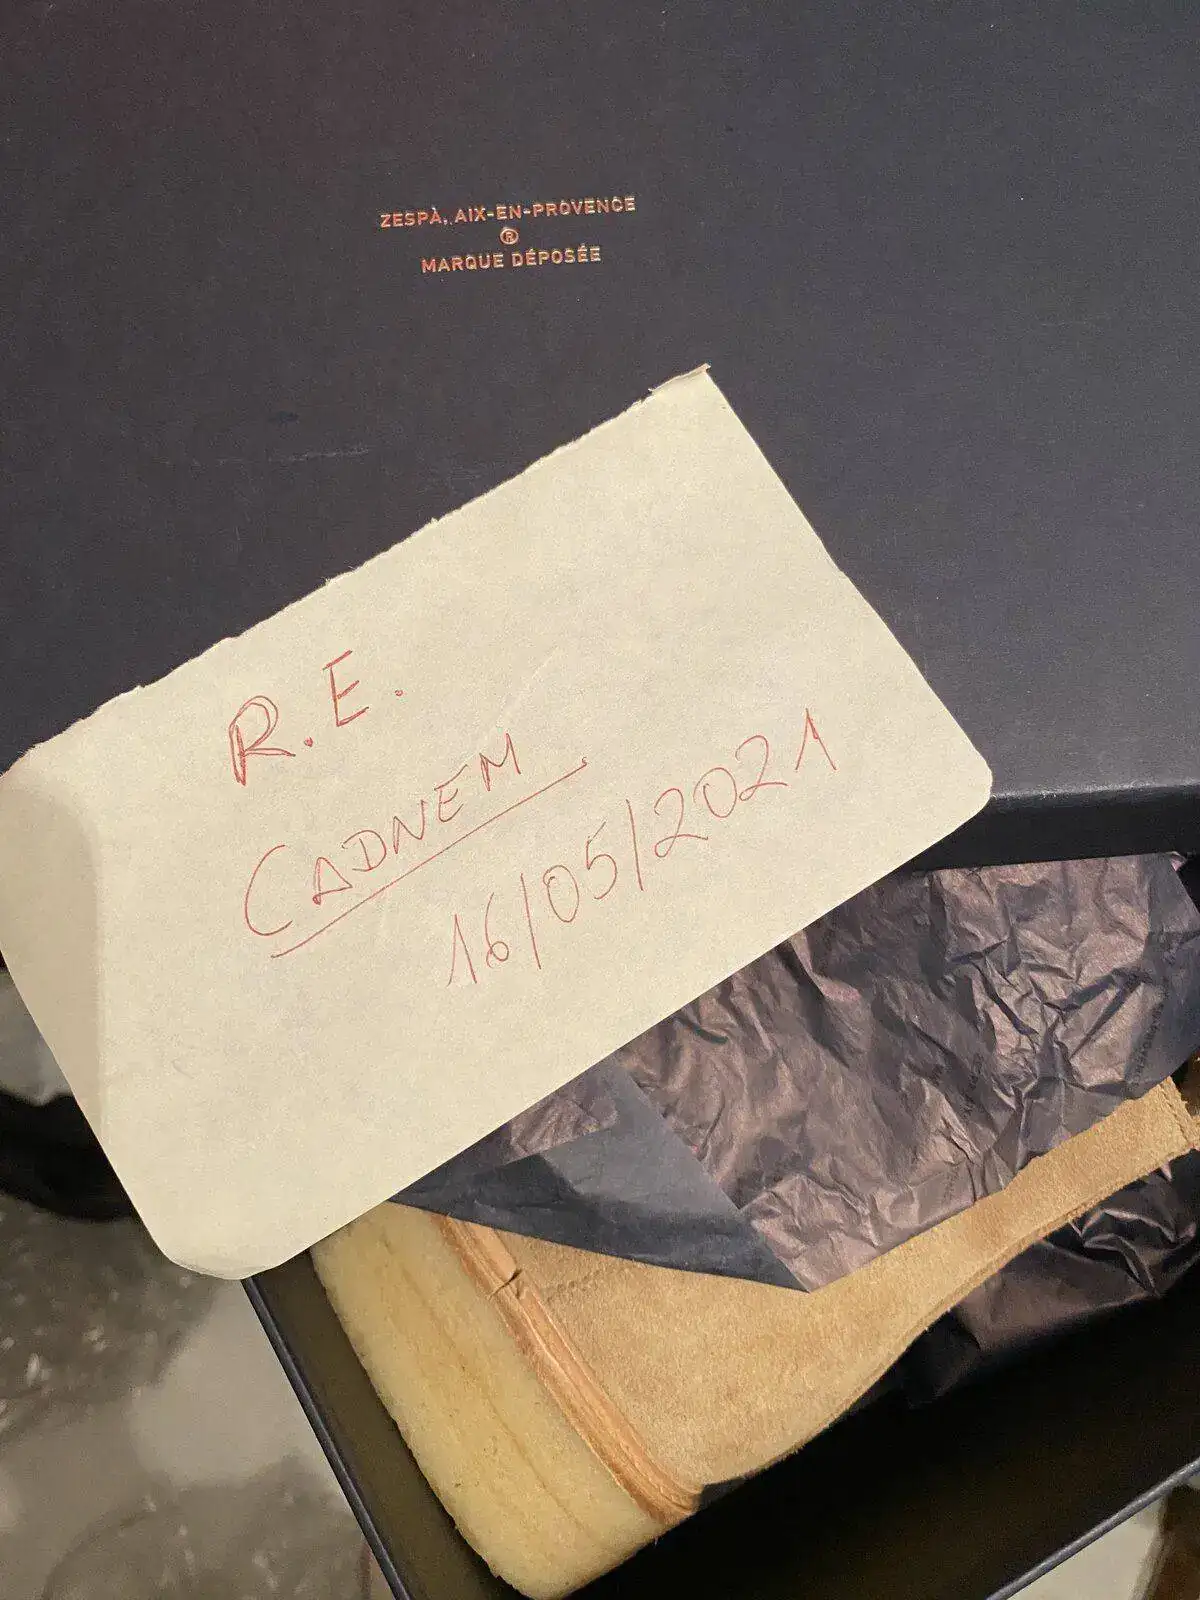 ZESPÀ, AIX-EN-PROVENCE
®
MARQUE DÉPOSÉE
R.E.
CADNEM
16/05/2021